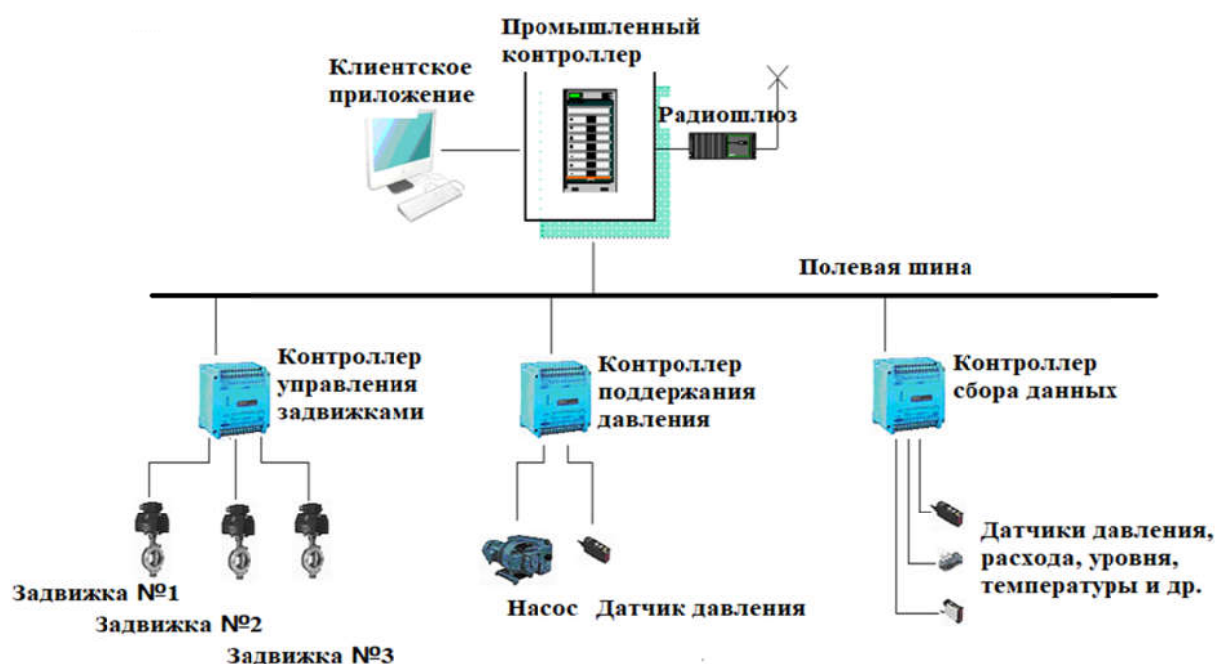 Промышленный
контроллер
Клиентское
приложение
Радиошлюз
Полевая шина
Контроллер
управления
задвижками
Контроллер
поддержания
давления
Контроллер
сбора данных
Датчики давления,
расхода, уровня,
температуры и др.
Задвижка №1
Задвижка №2
Задвижка №3
Насос
Датчик давления